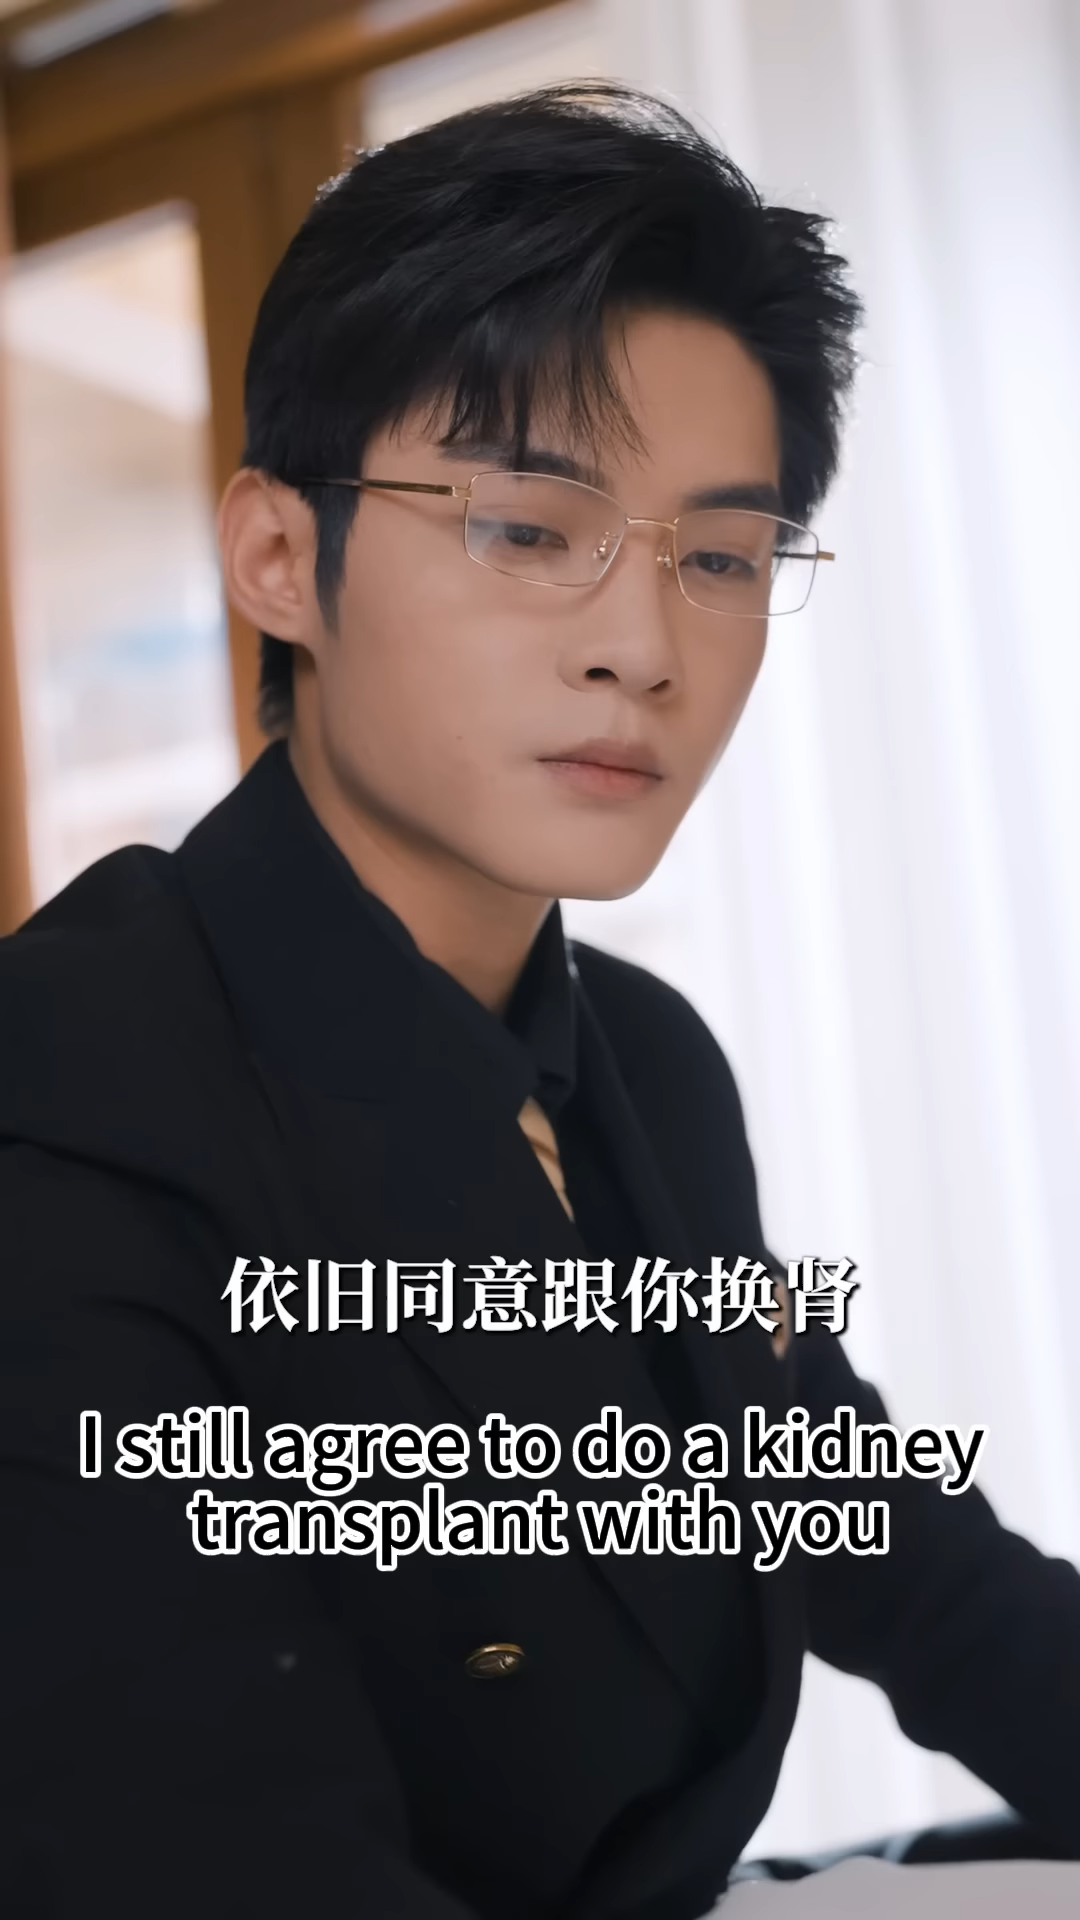 依旧同意跟你换肾
I still agree to do a kidney
transplant with you